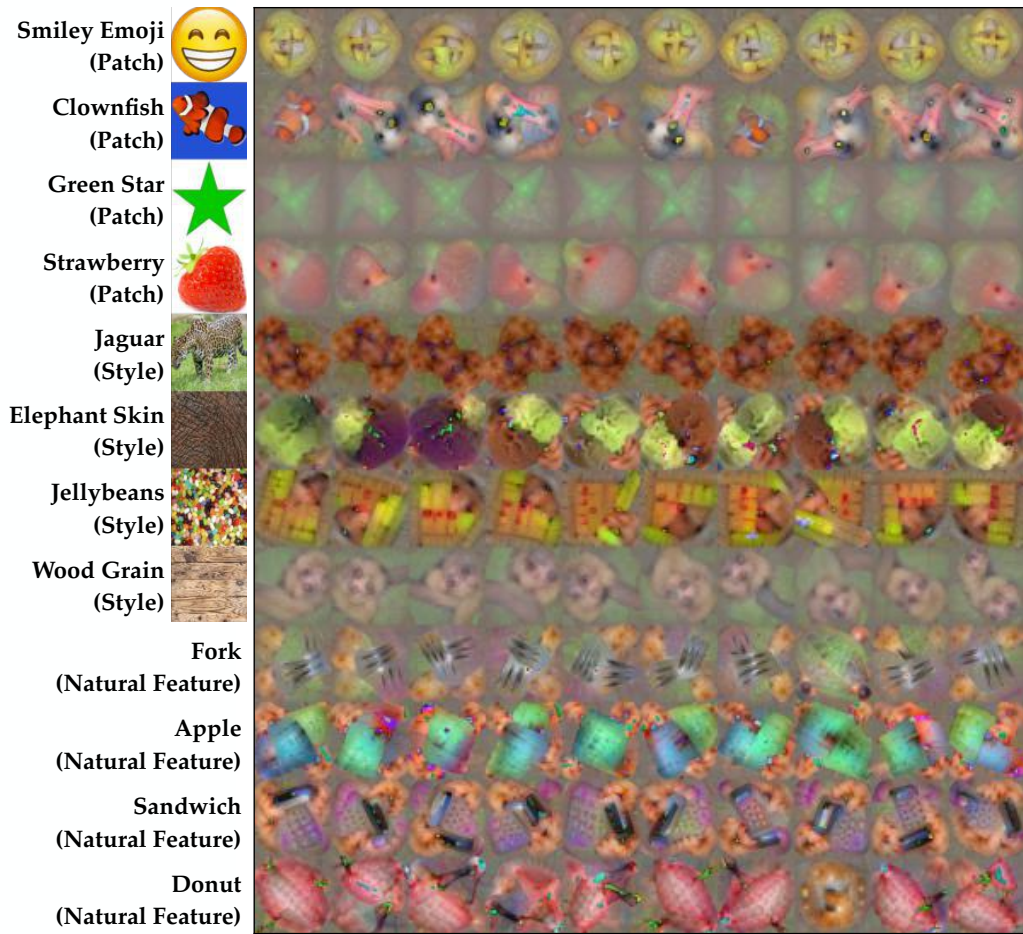 Smiley Emoji
(Patch)
Clownfish
(Patch)
Green Star
(Patch)
Strawberry
(Patch)
Jaguar
(Style)
Elephant Skin
(Style)
Jellybeans
(Style)
Wood Grain
(Style)
Fork
(Natural Feature)
Apple
(Natural Feature)
Sandwich
(Natural Feature)
Donut
(Natural Feature)